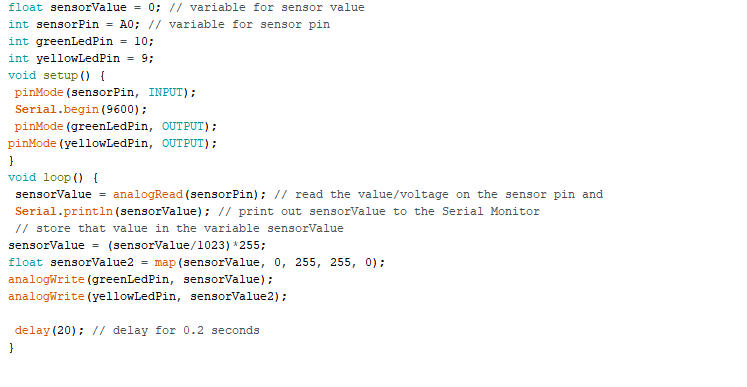 float sensorValue = 0; // variable for sensor value
int sensorPin = A0; // variable for sensor pin
int greenLedPin = 10;
int yellowLedPin = 9;
void setup() {
 pinMode(sensorPin, INPUT);
 Serial.begin(9600);
 pinMode(greenLedPin, OUTPUT);
pinMode(yellowLedPin, OUTPUT);
}
void loop() {
 sensorValue = analogRead(sensorPin); // read the value/voltage on the sensor pin and
 Serial.println(sensorValue); // print out sensorValue to the Serial Monitor
 // store that value in the variable sensorValue
sensorValue = (sensorValue/1023)*255;
float sensorValue2 = map(sensorValue, 0, 255, 255, 0);
analogWrite(greenLedPin, sensorValue);
analogWrite(yellowLedPin, sensorValue2);

 delay(20); // delay for 0.2 seconds
}